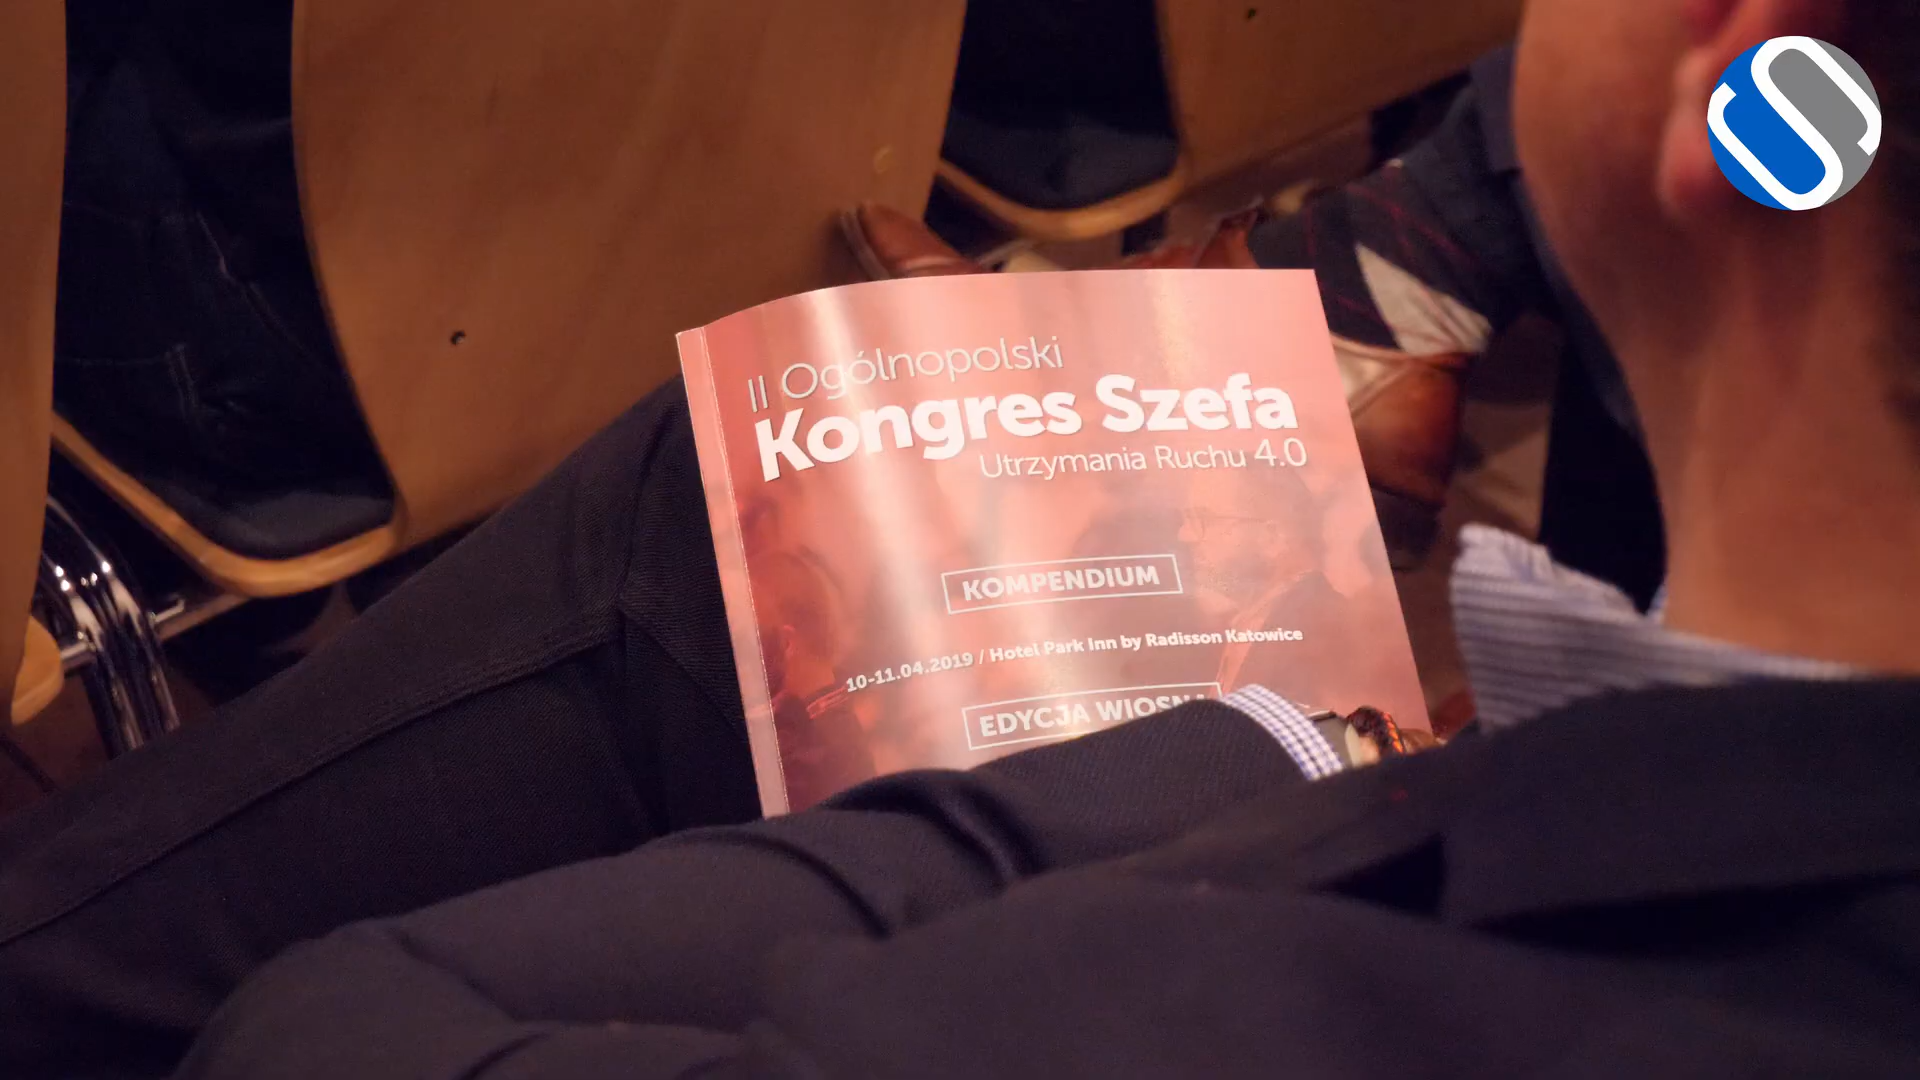 II Ogólnopolski
Kongres Szefa
Utrzymania Ruchu 4.0
KOMPENDIUM
10-11.04.2019 / Hotel Park Inn by Radisson Katowice
EDYCJA